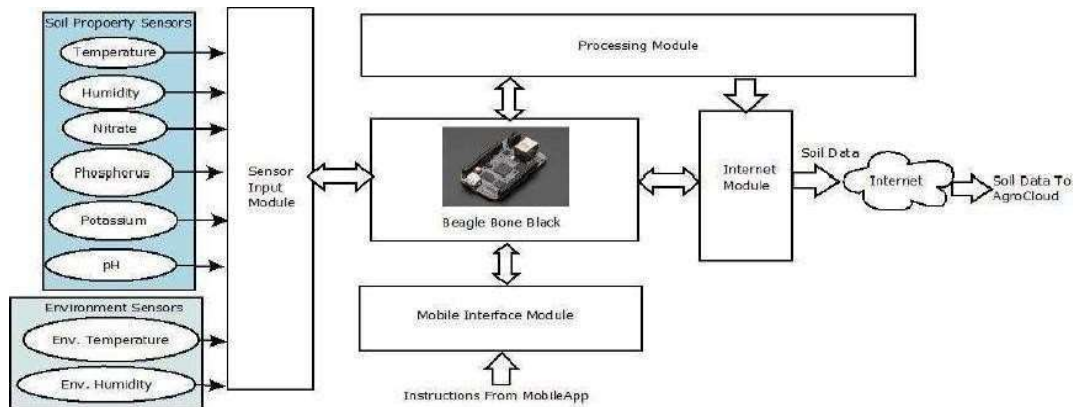 Soil Propoerty Sensors
Temperature
Humidity
Nitrate
Phosphorus
Potassium
pH
Environment Sensors
Env. Temperature
Env. Humidity
Sensor
Input
Module
Processing Module
Beagle Bone Black
Mobile Interface Module
Instructions From MobileApp
Internet
Module
Soil Data
Internet
Soil Data To
AgroCloud